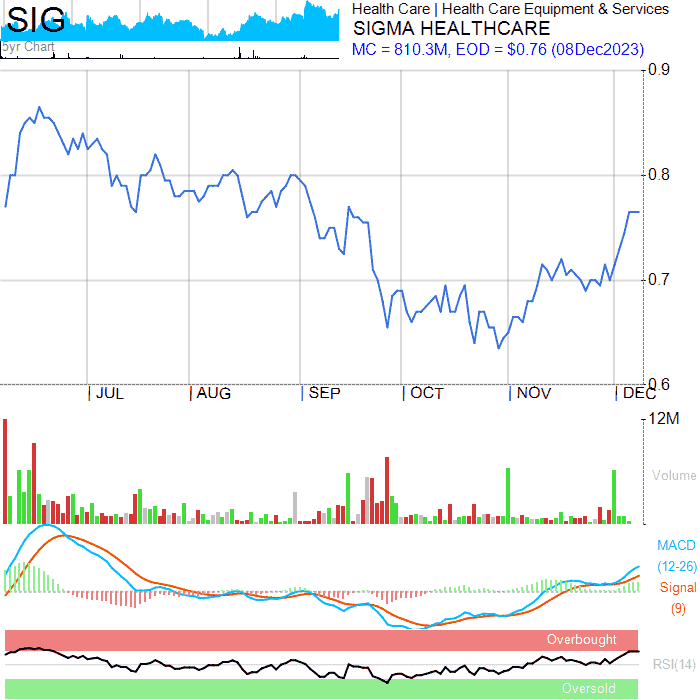 SIG
Health Care | Health Care Equipment & Services
SIGMA HEALTHCARE
5yr Chart
MC = 810.3M, EOD = $0.76 (08Dec2023)
0.9
0.8
0.7
0.6
JUL AUG SEP OCT NOV DEC
12M
Volume
MACD
(12-26)
Signal
(9)
Overbought
RSI(14)
Oversold